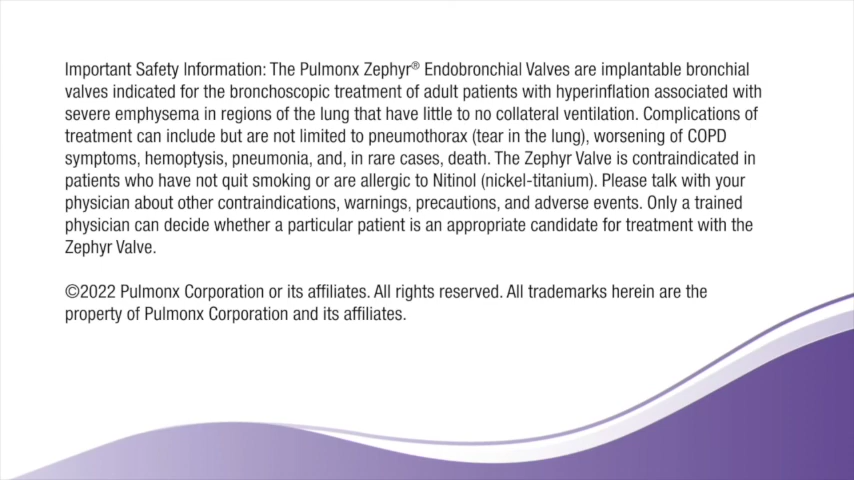 Important Safety Information: The Pulmonx Zephyr® Endobronchial Valves are implantable bronchial
valves indicated for the bronchoscopic treatment of adult patients with hyperinflation associated with
severe emphysema in regions of the lung that have little to no collateral ventilation. Complications of
treatment can include but are not limited to pneumothorax (tear in the lung), worsening of COPD
symptoms, hemoptysis, pneumonia, and, in rare cases, death. The Zephyr Valve is contraindicated in
patients who have not quit smoking or are allergic to Nitinol (nickel-titanium). Please talk with your
physician about other contraindications, warnings, precautions, and adverse events. Only a trained
physician can decide whether a particular patient is an appropriate candidate for treatment with the
Zephyr Valve.
©2022 Pulmonx Corporation or its affiliates. All rights reserved. All trademarks herein are the
property of Pulmonx Corporation and its affiliates.